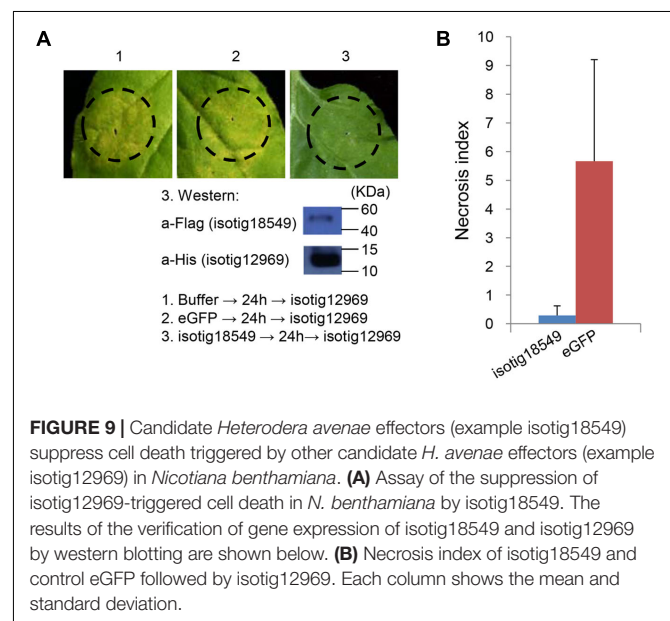 A
1 2 3
3. Western:
(KDa)
a-Flag (isotig18549)
60
40
a-His (isotig12969)
15
10
1. Buffer → 24h → isotig12969
2. eGFP → 24h → isotig12969
3. isotig18549 → 24h→ isotig12969
B
Necrosis index
10
9
8
7
6
5
4
3
2
1
0
isotig18549
eGFP
FIGURE 9 | Candidate Heterodera avenae effectors (example isotig18549)
suppress cell death triggered by other candidate H. avenae effectors (example
isotig12969) in Nicotiana benthamiana. (A) Assay of the suppression of
isotig12969-triggered cell death in N. benthamiana by isotig18549. The
results of the verification of gene expression of isotig18549 and isotig12969
by western blotting are shown below. (B) Necrosis index of isotig18549 and
control eGFP followed by isotig12969. Each column shows the mean and
standard deviation.